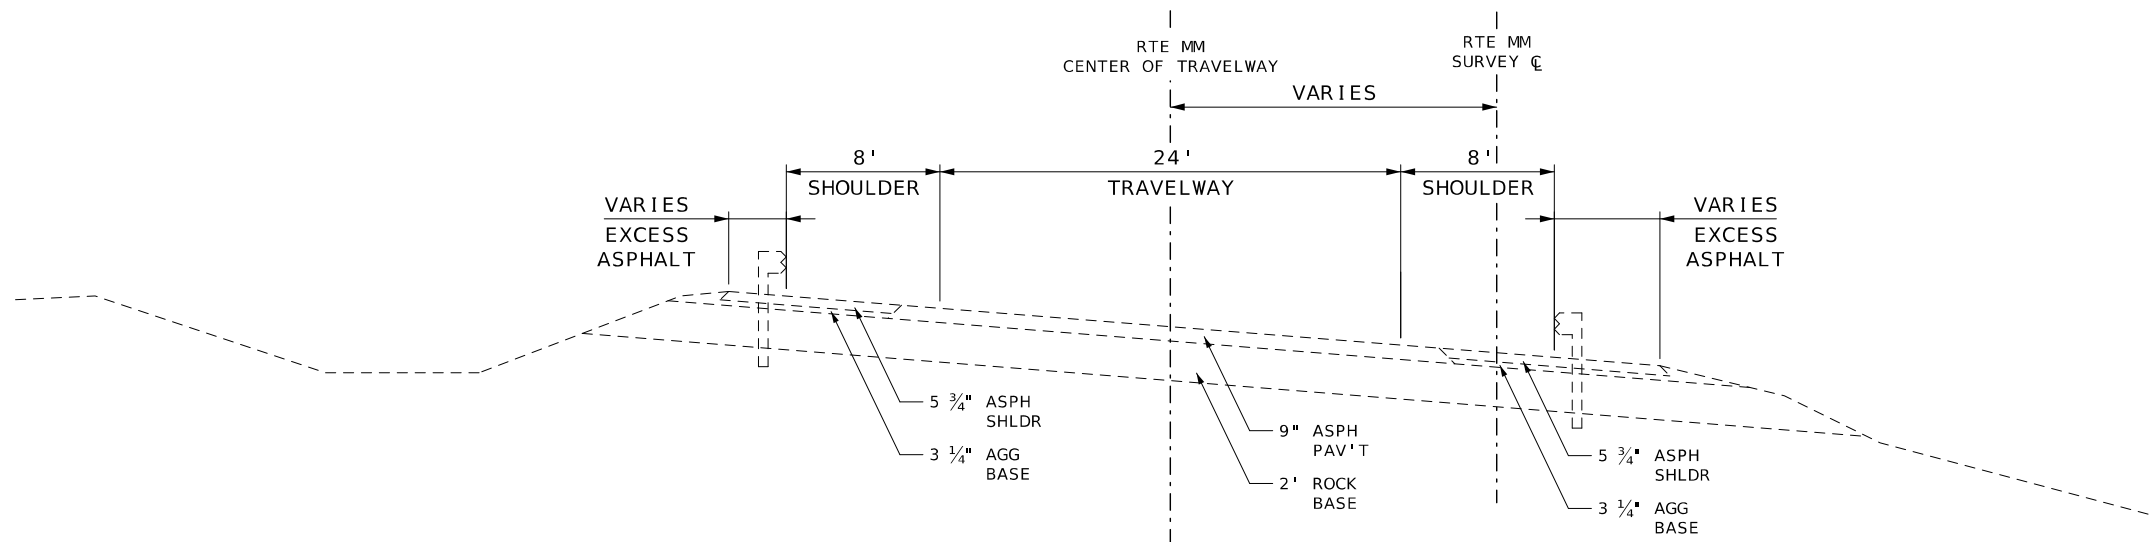 RTE MM
CENTER OF TRAVELWAY
RTE MM
SURVEY ℄
VARIES
8'
SHOULDER
24'
TRAVELWAY
8'
SHOULDER
VARIES
EXCESS
ASPHALT
VARIES
EXCESS
ASPHALT
5 ¾" ASPH
SHLDR
3 ¼" AGG
BASE
9" ASPH
PAV'T
2' ROCK
BASE
5 ¾" ASPH
SHLDR
3 ¼" AGG
BASE